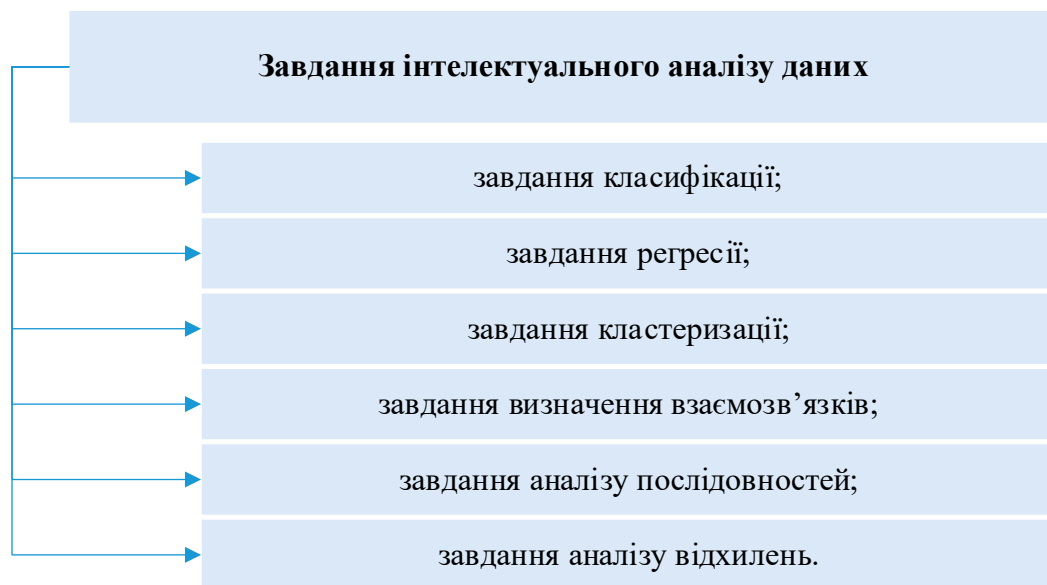 Завдання інтелектуального аналізу даних
завдання класифікації;
завдання регресії;
завдання кластеризації;
завдання визначення взаємозв’язків;
завдання аналізу послідовностей;
завдання аналізу відхилень.